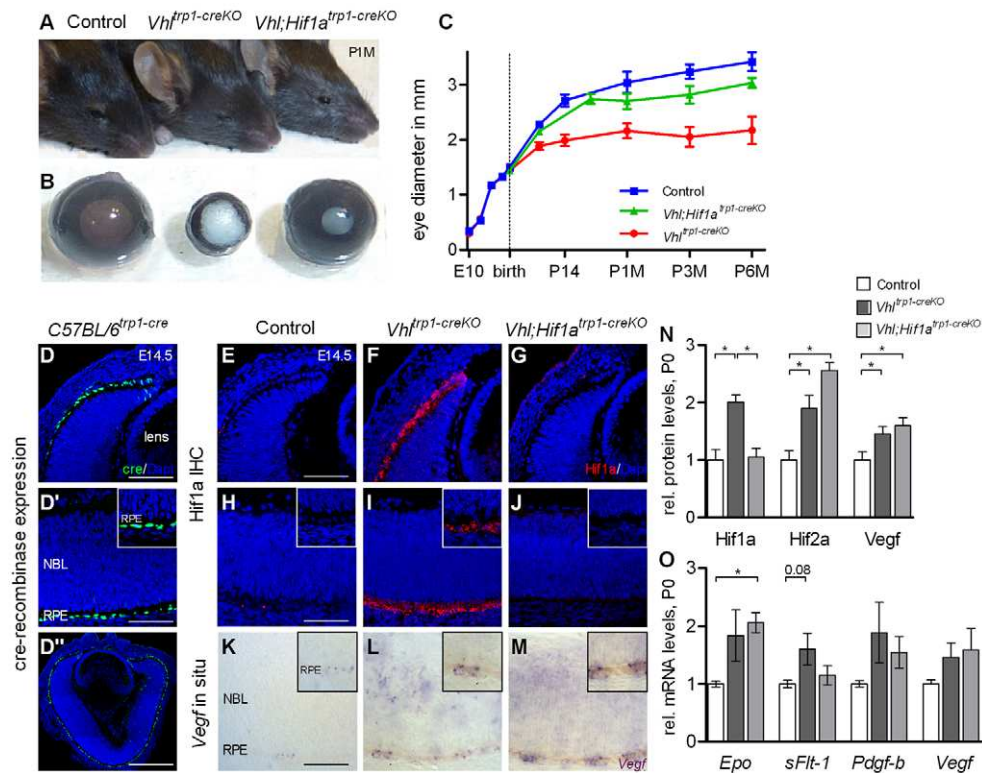 A Control Vhl^trp1-creKO Vhl;Hif1a^trp1-creKO
P1M
B
C
eye diameter in mm
3
2
1
0
E10 birth P14 P1M P3M P6M
Control
Vhl;Hif1a^trp1-creKO
Vhl^trp1-creKO
C57BL/6^trp1-cre Control Vhl^trp1-creKO Vhl;Hif1a^trp1-creKO
cre-recombinase expression
D E14.5
lens
cre/Dapi
D'
RPE
NBL
RPE
D''
Hif1a IHC
E E14.5
F
G
Hif1a/Dapi
H
I
J
Vegf in situ
K
RPE
NBL
RPE
L
M
Vegf
Control
Vhl^trp1-creKO
Vhl;Hif1a^trp1-creKO
N
rel. protein levels, P0
3
2
1
0
* * * * * *
Hif1a Hif2a Vegf
O
rel. mRNA levels, P0
3
2
1
0
* 0.08
Epo sFlt-1 Pdgf-b Vegf